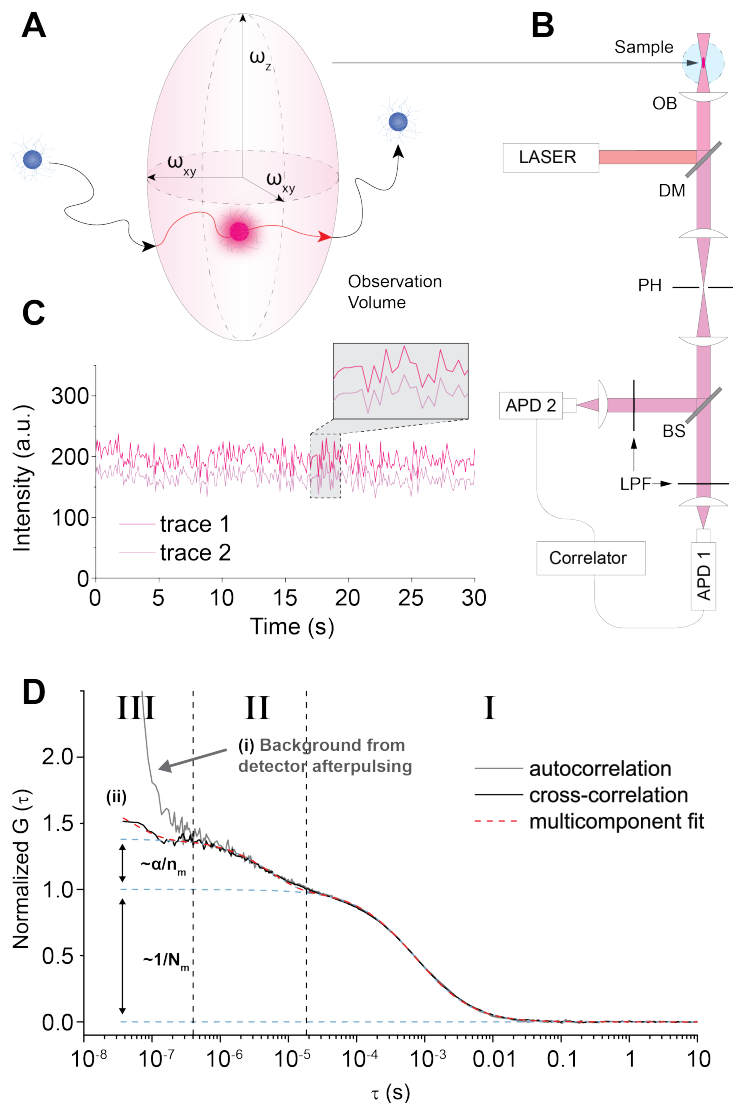 A
ω_z
ω_xy
ω_xy
Observation
Volume
B
Sample
OB
LASER
DM
PH
APD 2
BS
LPF
Correlator
APD 1
C
Intensity (a.u.)
300
200
100
0
trace 1
trace 2
0 5 10 15 20 25 30
Time (s)
D
III II I
(i) Background from
detector afterpulsing
(ii)
autocorrelation
cross-correlation
multicomponent fit
~α/n_m
~1/N_m
Normalized G (τ)
2.0
1.5
1.0
0.5
0.0
10⁻⁸ 10⁻⁷ 10⁻⁶ 10⁻⁵ 10⁻⁴ 10⁻³ 0.01 0.1 1 10
τ (s)